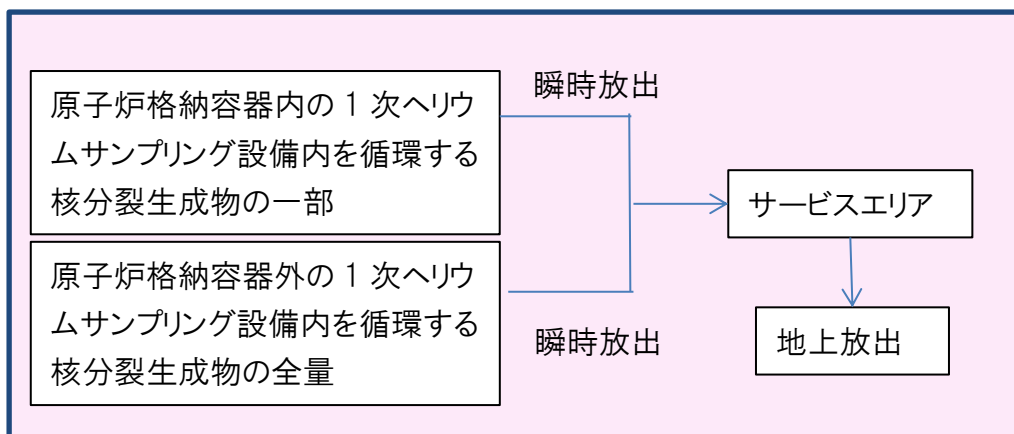 原子炉格納容器内の 1 次ヘリウ
ムサンプリング設備内を循環する
核分裂生成物の一部
瞬時放出
サービスエリア
原子炉格納容器外の 1 次ヘリウ
ムサンプリング設備内を循環する
核分裂生成物の全量
瞬時放出
地上放出